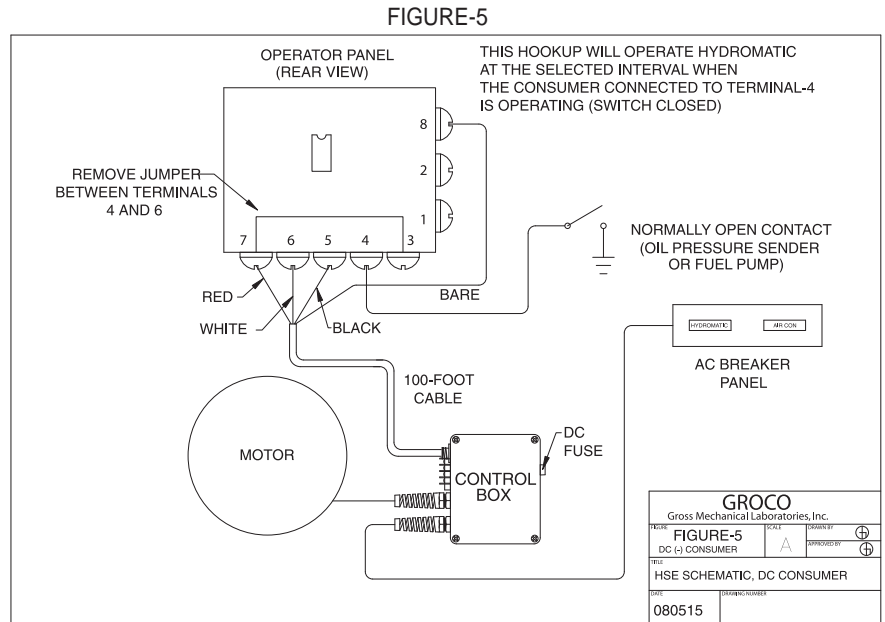 FIGURE-5
OPERATOR PANEL
(REAR VIEW)
THIS HOOKUP WILL OPERATE HYDROMATIC
AT THE SELECTED INTERVAL WHEN
THE CONSUMER CONNECTED TO TERMINAL-4
IS OPERATING (SWITCH CLOSED)
8
2
1
REMOVE JUMPER
BETWEEN TERMINALS
4 AND 6
7 6 5 4 3
NORMALLY OPEN CONTACT
(OIL PRESSURE SENDER
OR FUEL PUMP)
RED
WHITE
BLACK
BARE
HYDROMATIC
AIR CON
AC BREAKER
PANEL
100-FOOT
CABLE
MOTOR
DC
FUSE
CONTROL
BOX
GROCO
Gross Mechanical Laboratories, Inc.
FIGURE
FIGURE-5
DC (-) CONSUMER
SCALE
A
DRAWN BY
APPROVED BY
TITLE
HSE SCHEMATIC, DC CONSUMER
DATE
080515
DRAWING NUMBER